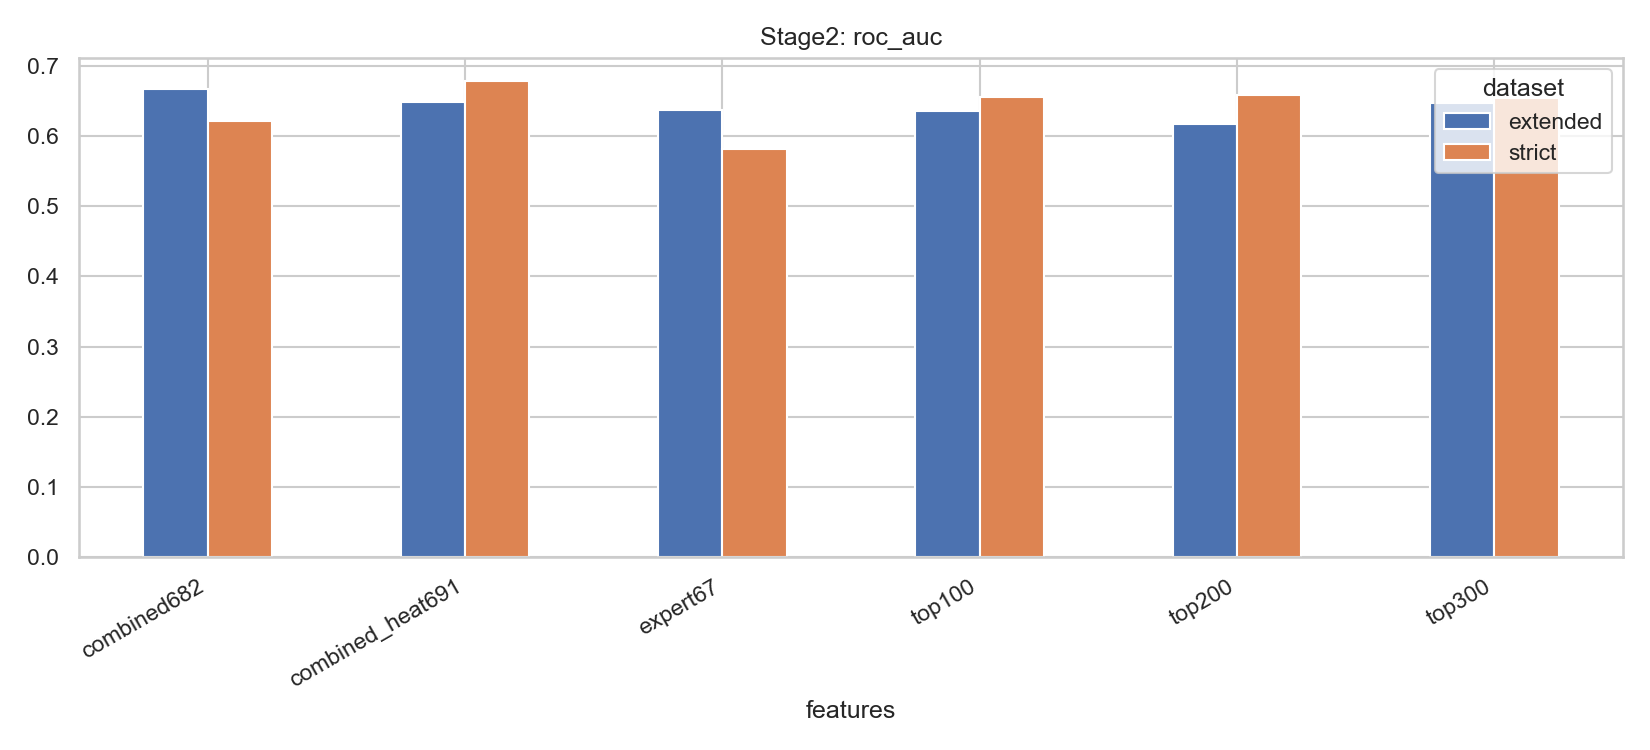 Stage2: roc_auc
0.7
0.6
0.5
0.4
0.3
0.2
0.1
0.0
dataset
extended
strict
combined682
combined_heat691
expert67
top100
top200
top300
features